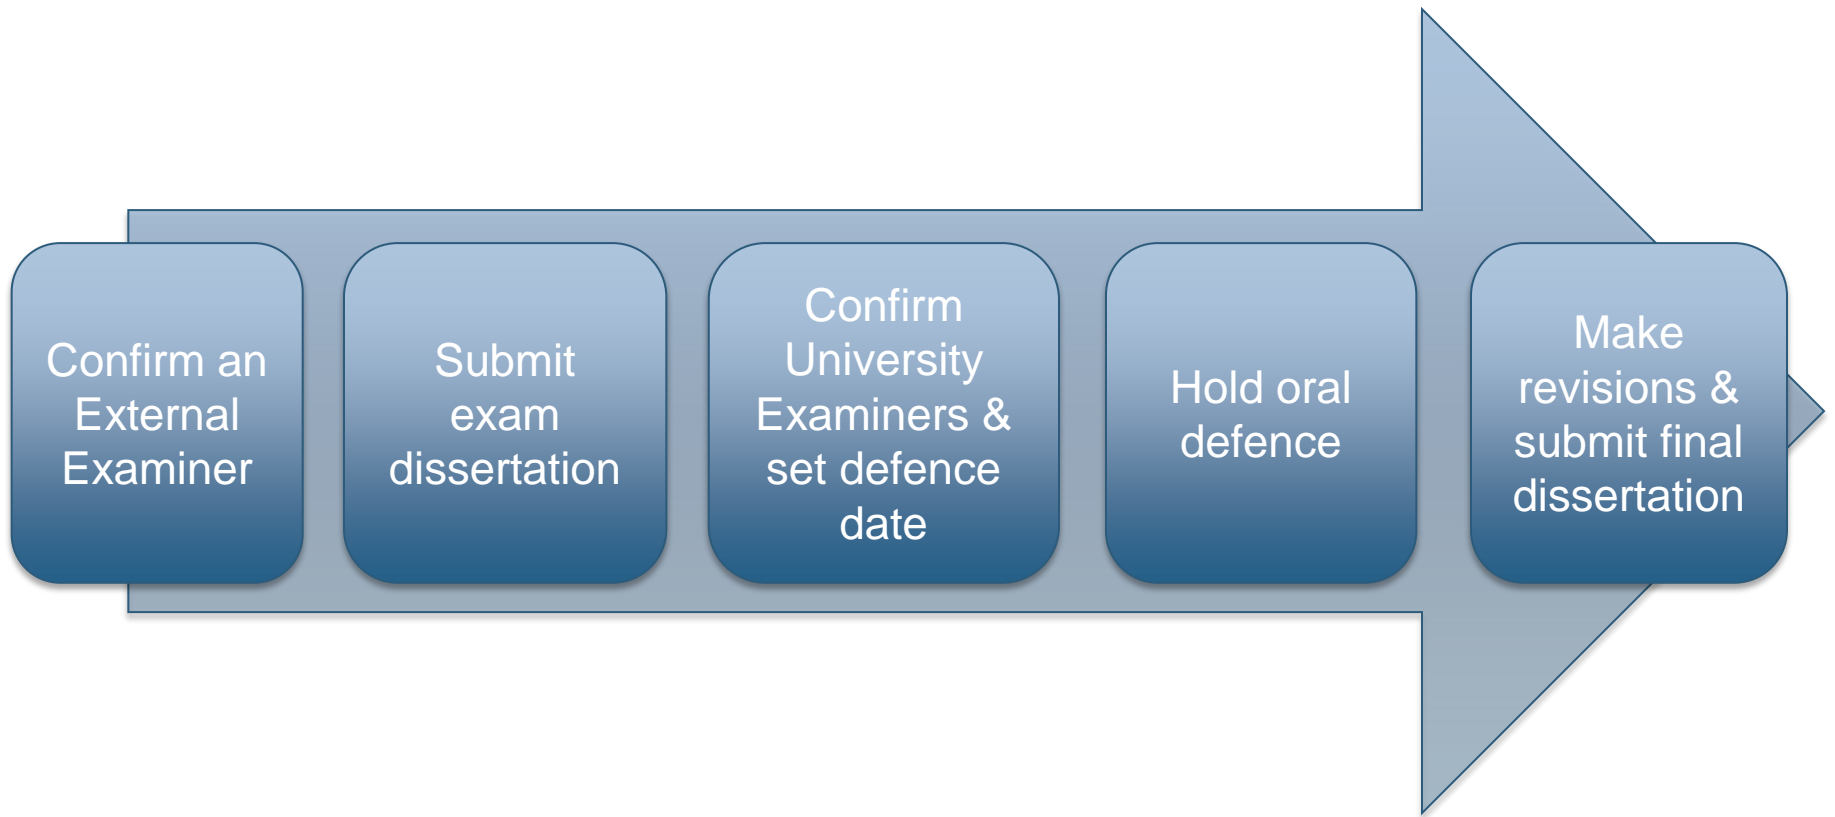 Confirm an
External
Examiner
Submit
exam
dissertation
Confirm
University
Examiners &
set defence
date
Hold oral
defence
Make
revisions &
submit final
dissertation